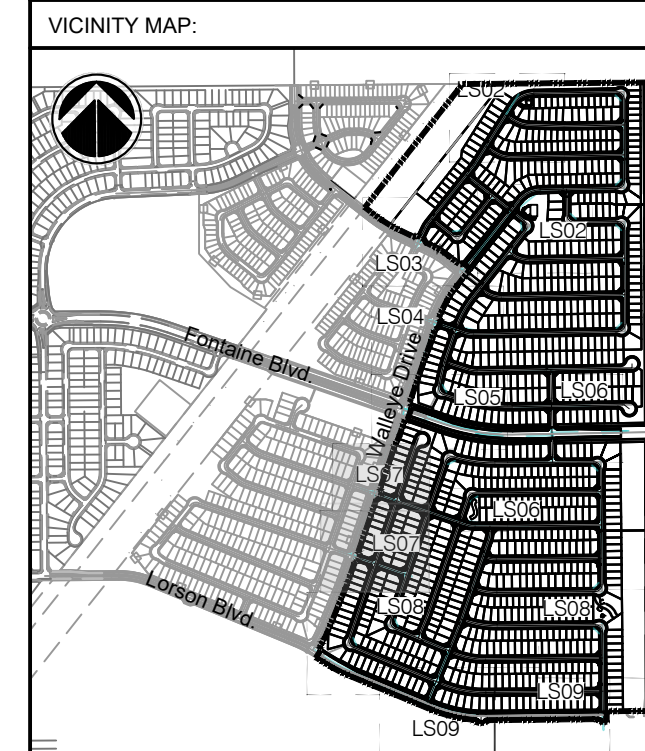 VICINITY MAP:
LS02
LS02
LS03
LS04
Fontaine Blvd.
Walleye Drive
LS05
LS06
LS07
LS06
LS07
LS08
LS08
Lorson Blvd.
LS09
LS09